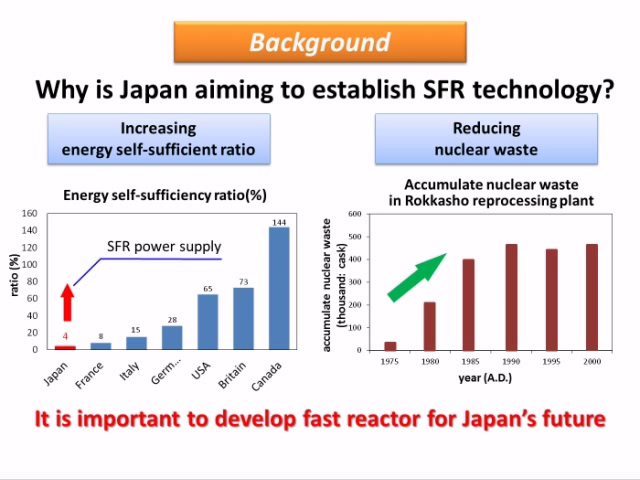 Background
Why is Japan aiming to establish SFR technology?
Increasing
energy self-sufficient ratio
Reducing
nuclear waste
Energy self-sufficiency ratio(%)
ratio (%)
160
140
120
100
80
60
40
20
0
SFR power supply
4
8
15
28
65
73
144
Japan
France
Italy
Germ...
USA
Britain
Canada
Accumulate nuclear waste
in Rokkasho reprocessing plant
accumulate nuclear waste
(thousand: cask)
600
500
400
300
200
100
0
1975
1980
1985
1990
1995
2000
year (A.D.)
It is important to develop fast reactor for Japan's future